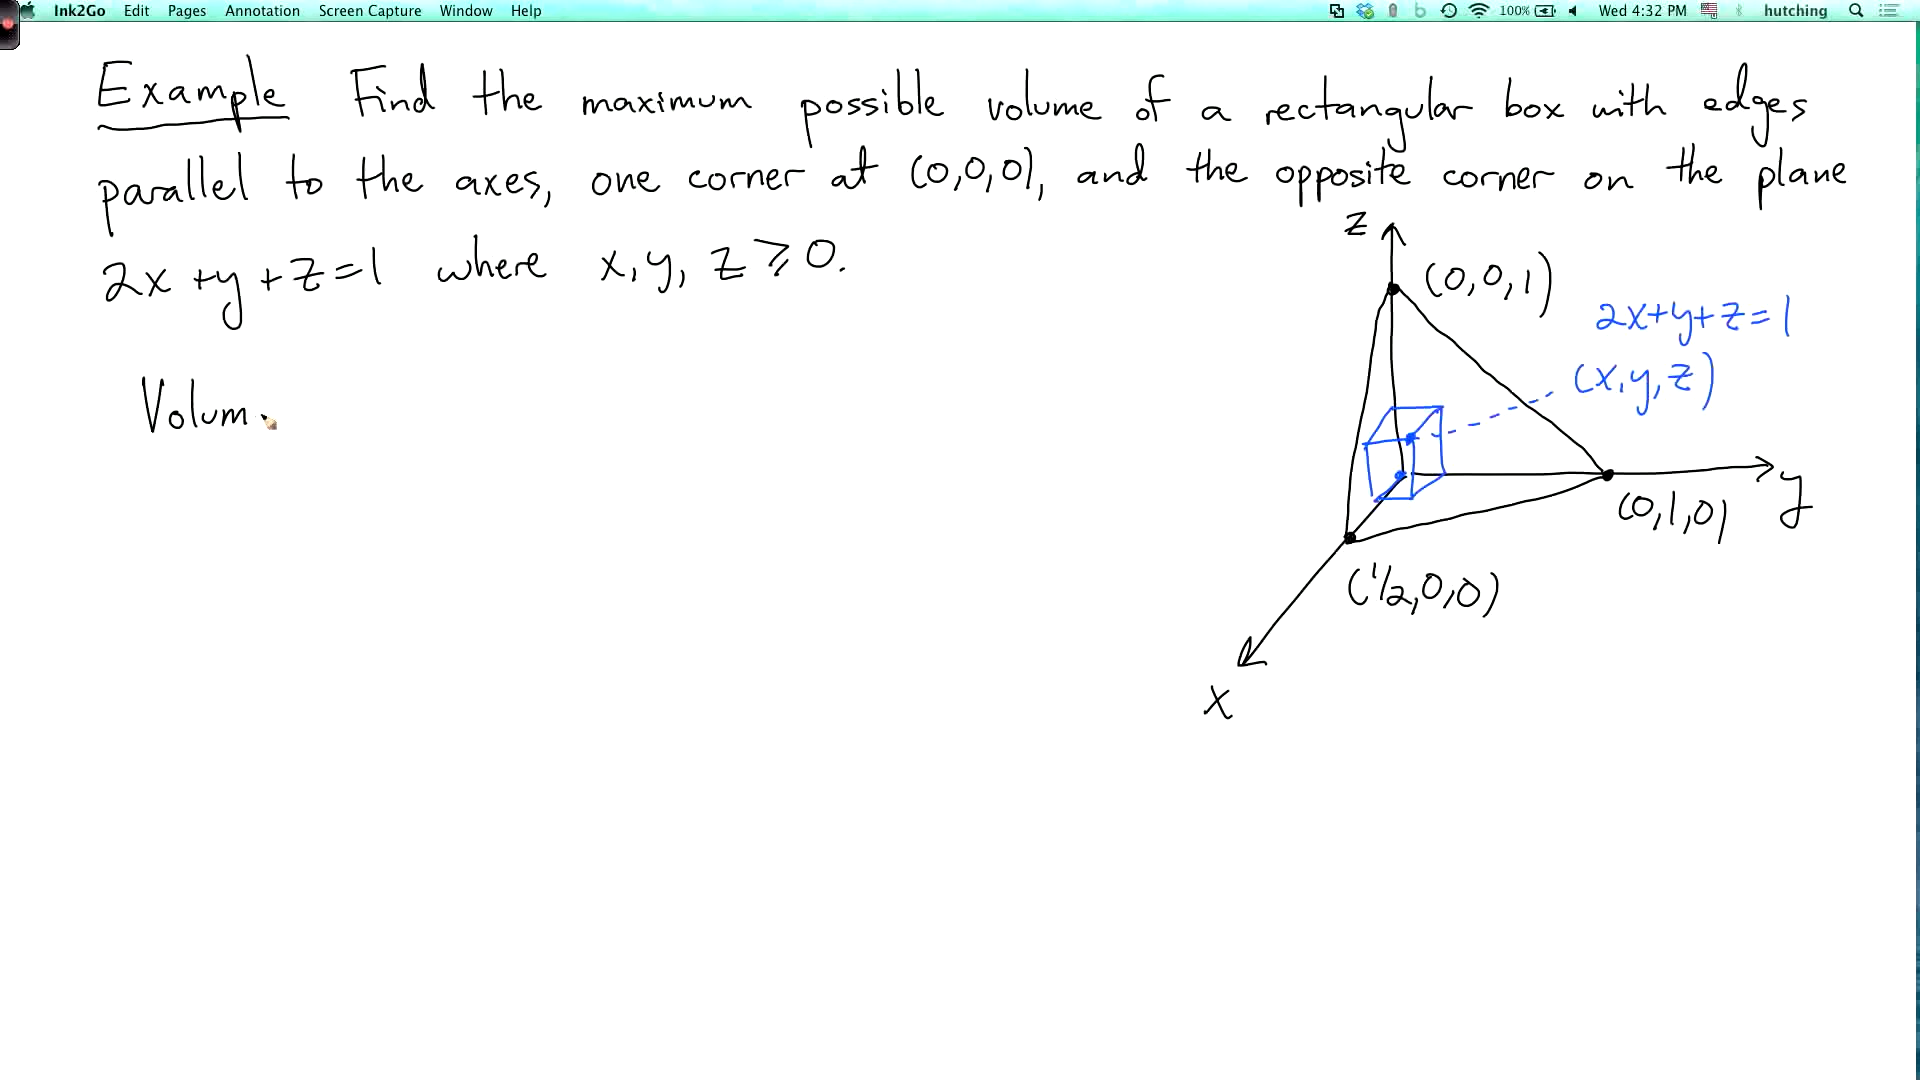 Ink2Go Edit Pages Annotation Screen Capture Window Help 100% Wed 4:32 PM hutching
Example Find the maximum possible volume of a rectangular box with edges
parallel to the axes, one corner at (0,0,0), and the opposite corner on the plane
2x+y+z=1 where x,y,z≥0.
Volum
z
(0,0,1)
2x+y+z=1
(x,y,z)
y
(0,1,0)
(1/2,0,0)
x